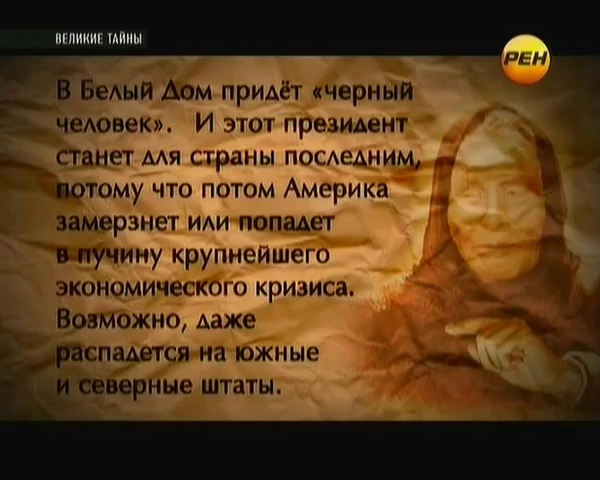 ВЕЛИКИЕ ТАЙНЫ
РЕН
В Белый Дом придёт «черный
человек». И этот президент
станет для страны последним,
потому что потом Америка
замерзнет или попадет
в пучину крупнейшего
экономического кризиса.
Возможно, даже
распадется на южные
и северные штаты.